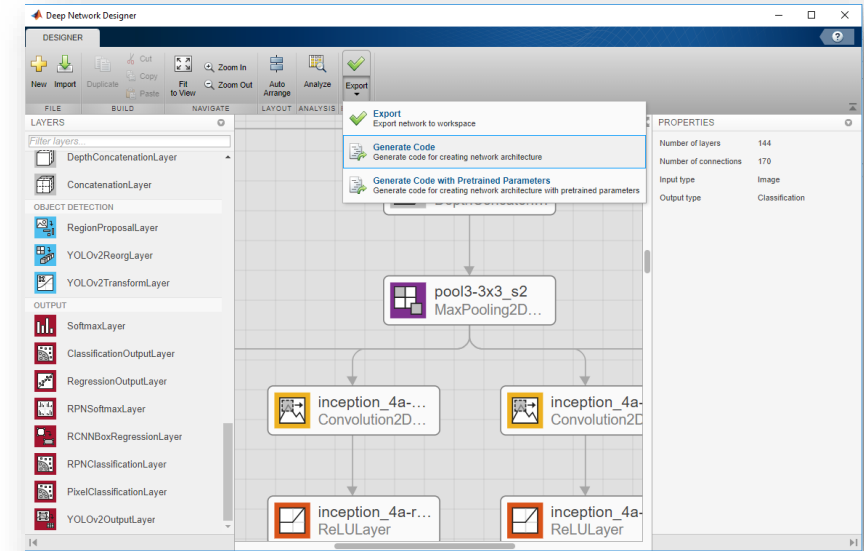 Deep Network Designer
DESIGNER
New
Import
Duplicate
Cut
Copy
Paste
Fit
to View
Zoom In
Zoom Out
Auto
Arrange
Analyze
Export
FILE
BUILD
NAVIGATE
LAYOUT
ANALYSIS
Export
Export network to workspace
Generate Code
Generate code for creating network architecture
Generate Code with Pretrained Parameters
Generate code for creating network architecture with pretrained parameters
LAYERS
Filter layers...
DepthConcatenationLayer
ConcatenationLayer
OBJECT DETECTION
RegionProposalLayer
YOLOv2ReorgLayer
YOLOv2TransformLayer
OUTPUT
SoftmaxLayer
ClassificationOutputLayer
RegressionOutputLayer
RPNSoftmaxLayer
RCNNBoxRegressionLayer
RPNClassificationLayer
PixelClassificationLayer
YOLOv2OutputLayer
pool3-3x3_s2
MaxPooling2D...
inception_4a-...
Convolution2D...
inception_4a-
Convolution2D
inception_4a-r...
ReLULayer
inception_4a-
ReLULayer
PROPERTIES
Number of layers 144
Number of connections 170
Input type Image
Output type Classification